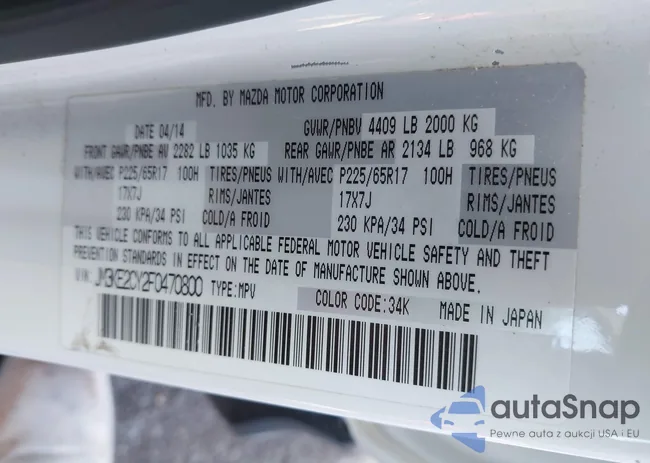 MFD. BY MAZDA MOTOR CORPORATION
DATE 04/14 GVWR/PNBV 4409 LB 2000 KG
FRONT GAWR/PNBE AV 2282 LB 1035 KG REAR GAWR/PNBE AR 2134 LB 968 KG
WITH/AVEC P225/65R17 100H TIRES/PNEUS WITH/AVEC P225/65R17 100H TIRES/PNEUS
17X7J RIMS/JANTES 17X7J RIMS/JANTES
230 KPA/34 PSI COLD/A FROID 230 KPA/34 PSI COLD/A FROID
THIS VEHICLE CONFORMS TO ALL APPLICABLE FEDERAL MOTOR VEHICLE SAFETY AND THEFT
PREVENTION STANDARDS IN EFFECT ON THE DATE OF MANUFACTURE SHOWN ABOVE.
VIN: JM3KE2CY2F0470800 TYPE:MPV COLOR CODE:34K MADE IN JAPAN
autaSnap
Pewne auta z aukcji USA i EU